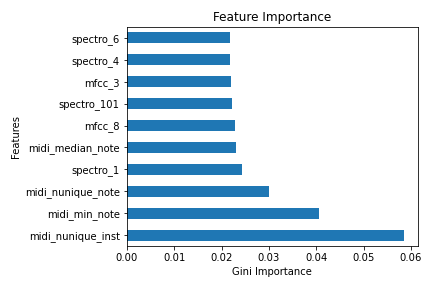 Feature Importance
spectro_6
spectro_4
mfcc_3
spectro_101
mfcc_8
midi_median_note
spectro_1
midi_nunique_note
midi_min_note
midi_nunique_inst
Features
0.00 0.01 0.02 0.03 0.04 0.05 0.06
Gini Importance